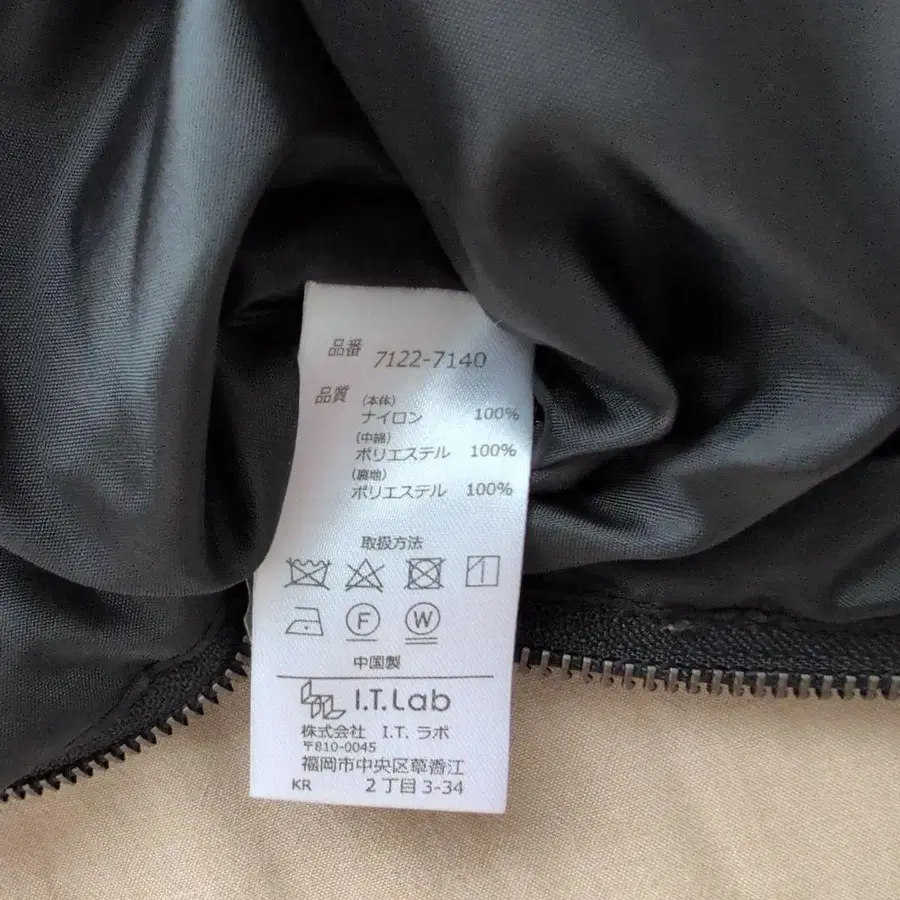 品番 7122-7140
品質 (本体)
ナイロン 100%
(中綿)
ポリエステル 100%
(裏地)
ポリエステル 100%
取扱方法
F W
中国製
I.T.Lab
株式会社 I.T. ラボ
〒810-0045
福岡市中央区草香江
KR 2丁目3-34